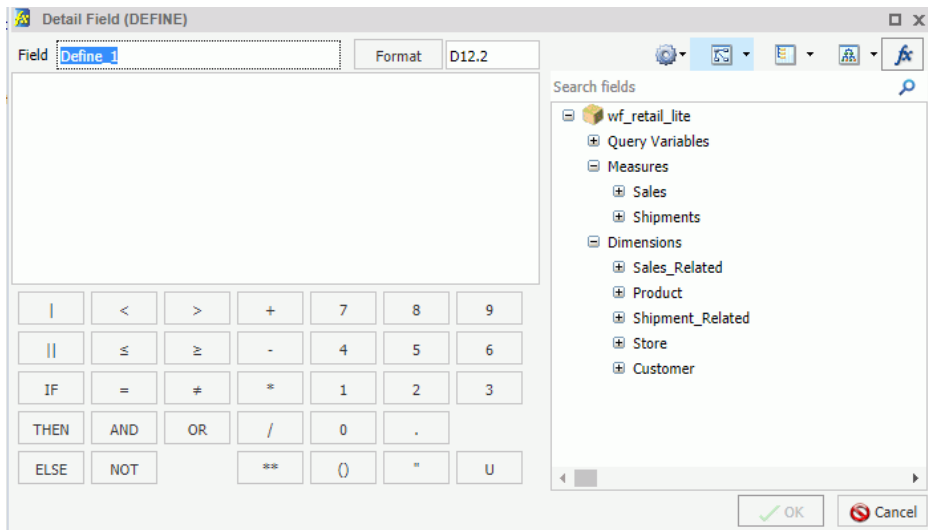 Detail Field (DEFINE)
Field Define_1 Format D12.2
fx
Search fields
wf_retail_lite
Query Variables
Measures
Sales
Shipments
Dimensions
Sales_Related
Product
Shipment_Related
Store
Customer
| < > + 7 8 9
|| ≤ ≥ - 4 5 6
IF = ≠ * 1 2 3
THEN AND OR / 0 .
ELSE NOT ** () " U
OK Cancel